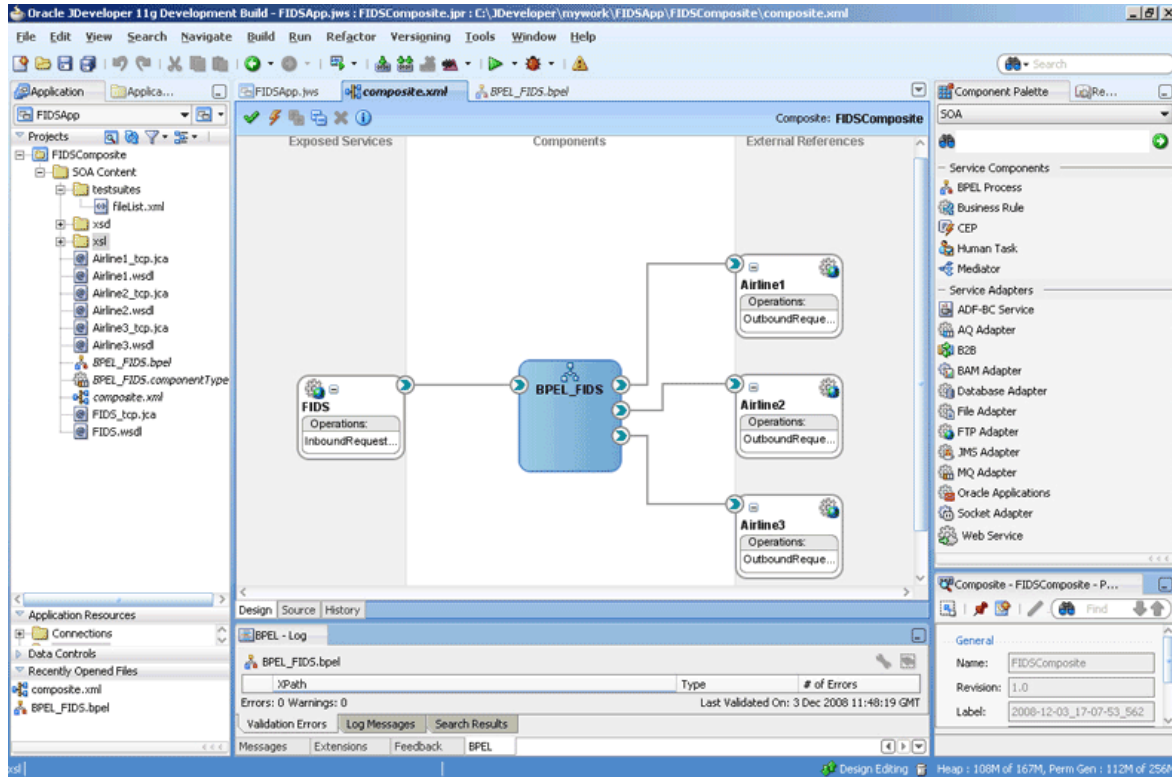 Oracle JDeveloper 11g Development Build - FIDSApp.jws : FIDSComposite.jpr : C:\JDeveloper\mywork\FIDSApp\FIDSComposite\composite.xml
File Edit View Search Navigate Build Run Refactor Versioning Tools Window Help
Search
Application
Applica...
FIDSApp
Projects
FIDSComposite
SOA Content
testsuites
fileList.xml
xsd
xsl
Airline1_tcp.jca
Airline1.wsdl
Airline2_tcp.jca
Airline2.wsdl
Airline3_tcp.jca
Airline3.wsdl
BPEL_FIDS.bpel
BPEL_FIDS.componentType
composite.xml
FIDS_tcp.jca
FIDS.wsdl
Application Resources
Connections
Data Controls
Recently Opened Files
composite.xml
BPEL_FIDS.bpel
FIDSApp.jws
composite.xml
BPEL_FIDS.bpel
Composite: FIDSComposite
Exposed Services
Components
External References
FIDS
Operations:
InboundRequest...
BPEL_FIDS
Airline1
Operations:
OutboundReque...
Airline2
Operations:
OutboundReque...
Airline3
Operations:
OutboundReque...
Design Source History
BPEL - Log
BPEL_FIDS.bpel
XPath Type # of Errors
Errors: 0 Warnings: 0 Last Validated On: 3 Dec 2008 11:48:19 GMT
Validation Errors Log Messages Search Results
Messages Extensions Feedback BPEL
Component Palette
Re...
SOA
Service Components
BPEL Process
Business Rule
CEP
Human Task
Mediator
Service Adapters
ADF-BC Service
AQ Adapter
B2B
BAM Adapter
Database Adapter
File Adapter
FTP Adapter
JMS Adapter
MQ Adapter
Oracle Applications
Socket Adapter
Web Service
Composite - FIDSComposite - P...
Find
General
Name: FIDSComposite
Revision: 1.0
Label: 2008-12-03_17-07-53_562
xsl
Design Editing
Heap : 108M of 167M, Perm Gen : 112M of 256M